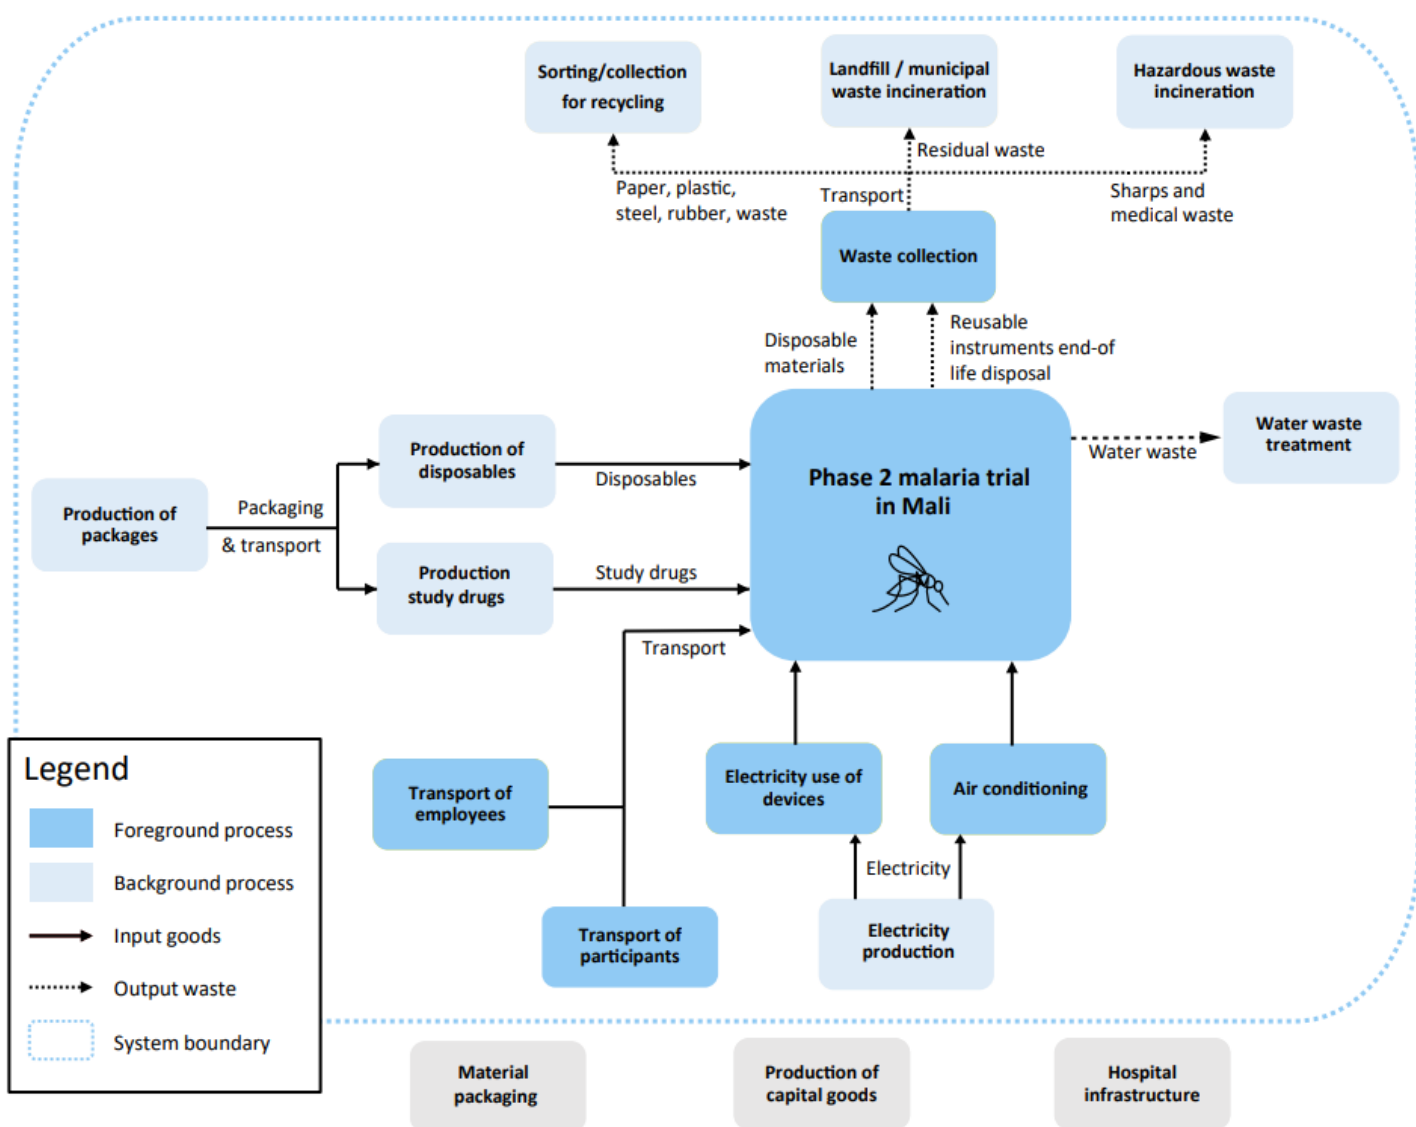 Sorting/collection
for recycling
Landfill / municipal
waste incineration
Hazardous waste
incineration
Residual waste
Paper, plastic,
steel, rubber, waste
Transport
Sharps and
medical waste
Waste collection
Disposable
materials
Reusable
instruments end-of
life disposal
Production of
disposables
Disposables
Phase 2 malaria trial
in Mali
Water waste
Water waste
treatment
Production of
packages
Packaging
& transport
Production
study drugs
Study drugs
Transport
Transport of
employees
Electricity use of
devices
Air conditioning
Electricity
Transport of
participants
Electricity
production
Legend
Foreground process
Background process
Input goods
Output waste
System boundary
Material
packaging
Production of
capital goods
Hospital
infrastructure